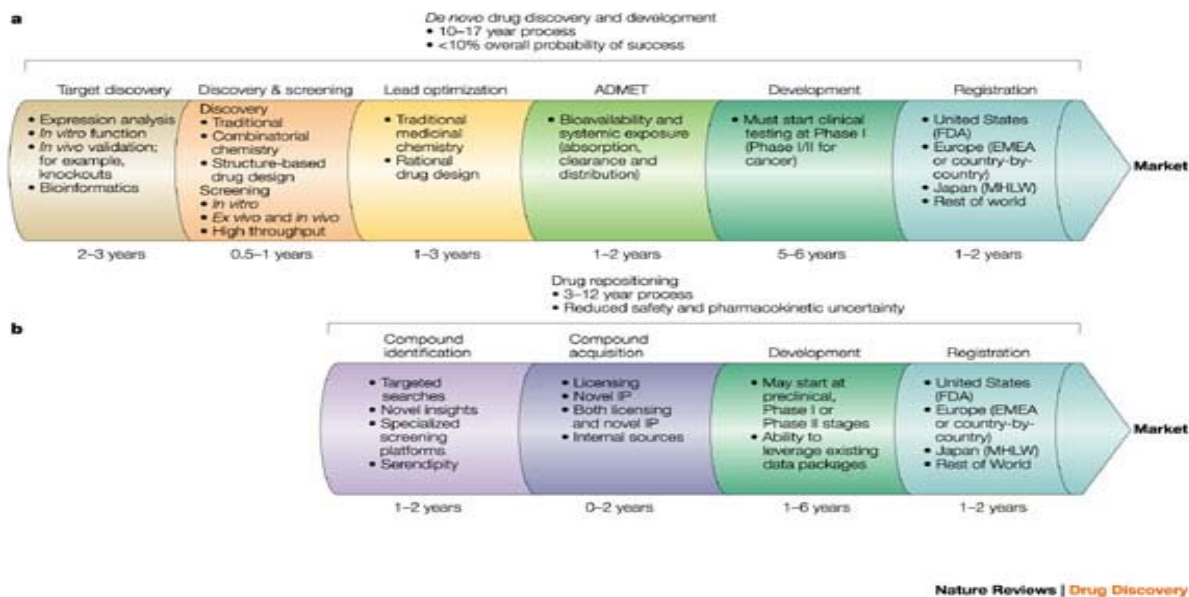 a
De novo drug discovery and development
• 10–17 year process
• <10% overall probability of success
Target discovery
• Expression analysis
• In vitro function
• In vivo validation;
for example,
knockouts
• Bioinformatics
2–3 years
Discovery & screening
Discovery
• Traditional
• Combinatorial
chemistry
• Structure-based
drug design
Screening
• In vitro
• Ex vivo and in vivo
• High throughput
0.5–1 years
Lead optimization
• Traditional
medicinal
chemistry
• Rational
drug design
1–3 years
ADMET
• Bioavailability and
systemic exposure
(absorption,
clearance and
distribution)
1–2 years
Development
• Must start clinical
testing at Phase I
(Phase I/II for
cancer)
5–6 years
Registration
• United States
(FDA)
• Europe (EMEA
or country-by-
country)
• Japan (MHLW)
• Rest of world
1–2 years
Market
b
Drug repositioning
• 3–12 year process
• Reduced safety and pharmacokinetic uncertainty
Compound
identification
• Targeted
searches
• Novel insights
• Specialized
screening
platforms
• Serendipity
1–2 years
Compound
acquisition
• Licensing
• Novel IP
• Both licensing
and novel IP
• Internal sources
0–2 years
Development
• May start at
preclinical,
Phase I or
Phase II stages
• Ability to
leverage existing
data packages
1–6 years
Registration
• United States
(FDA)
• Europe (EMEA
or country-by-
country)
• Japan (MHLW)
• Rest of World
1–2 years
Market
Nature Reviews | Drug Discovery